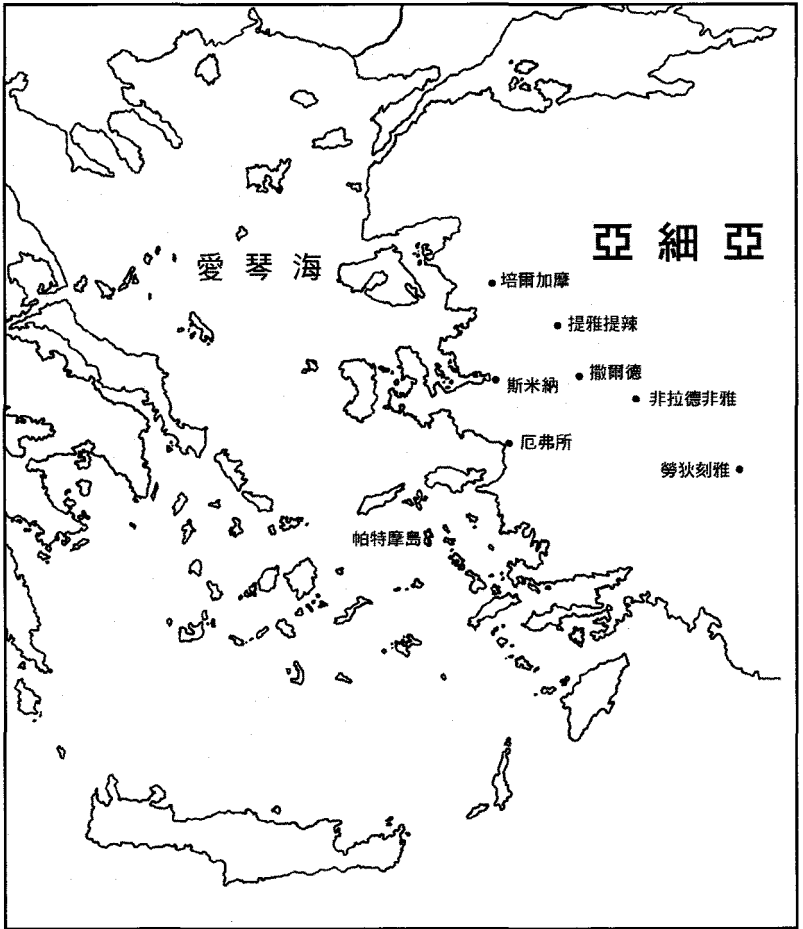 亞細亞
愛琴海
培爾加摩
提雅提辣
撒爾德
斯米納
非拉德非雅
厄弗所
勞狄刻雅
帕特摩島